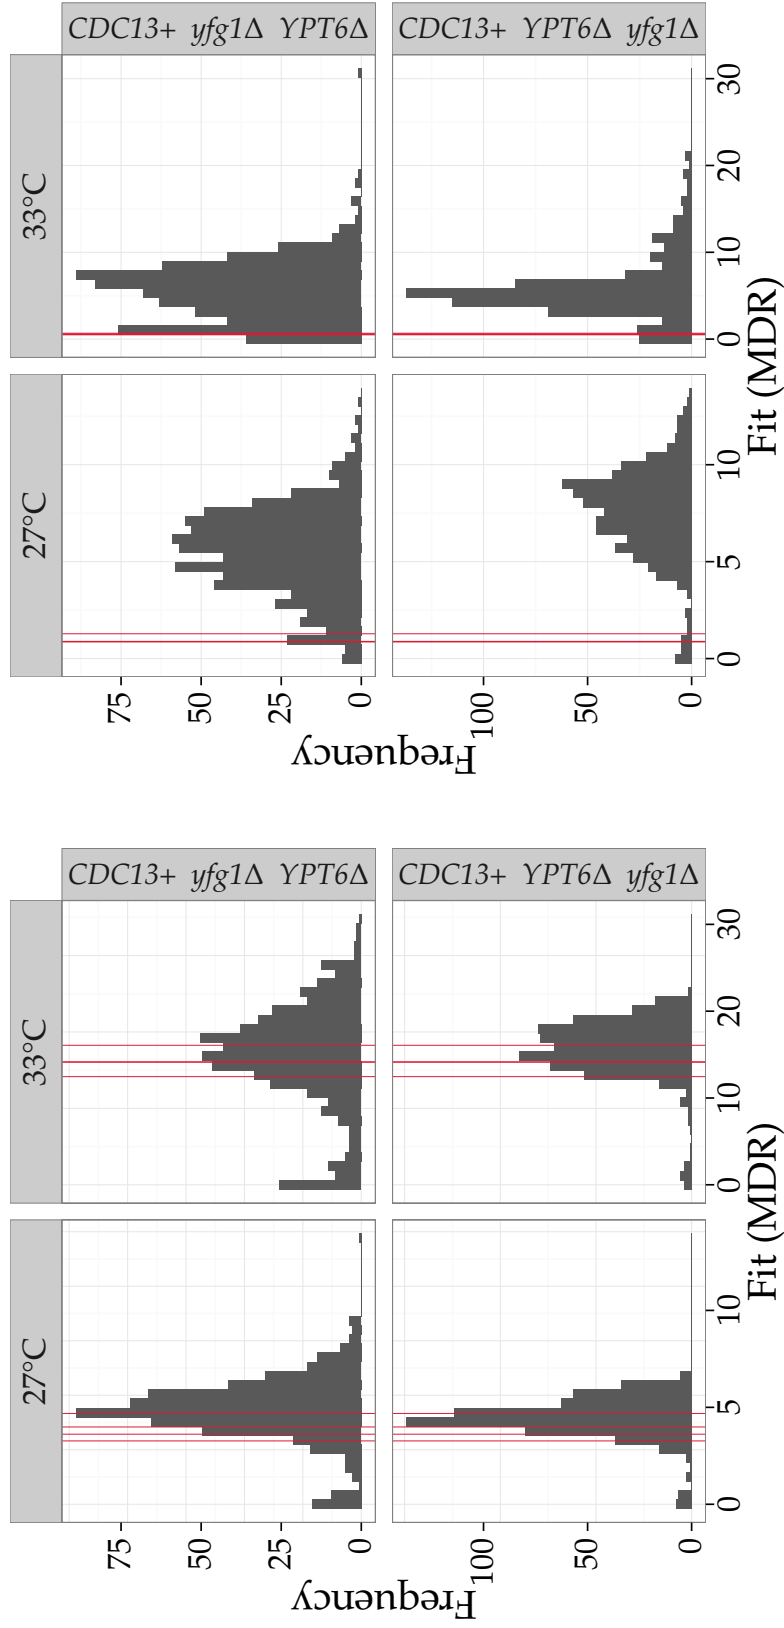 27°C
33°C
CDC13+ yfg1Δ YPT6Δ
CDC13+ YPT6Δ yfg1Δ
Frequency
75
50
25
0
100
50
0
0 5 10
0 10 20 30
Fit (MDR)
27°C
33°C
CDC13+ yfg1Δ YPT6Δ
CDC13+ YPT6Δ yfg1Δ
Frequency
75
50
25
0
100
50
0
0 5 10
0 10 20 30
Fit (MDR)